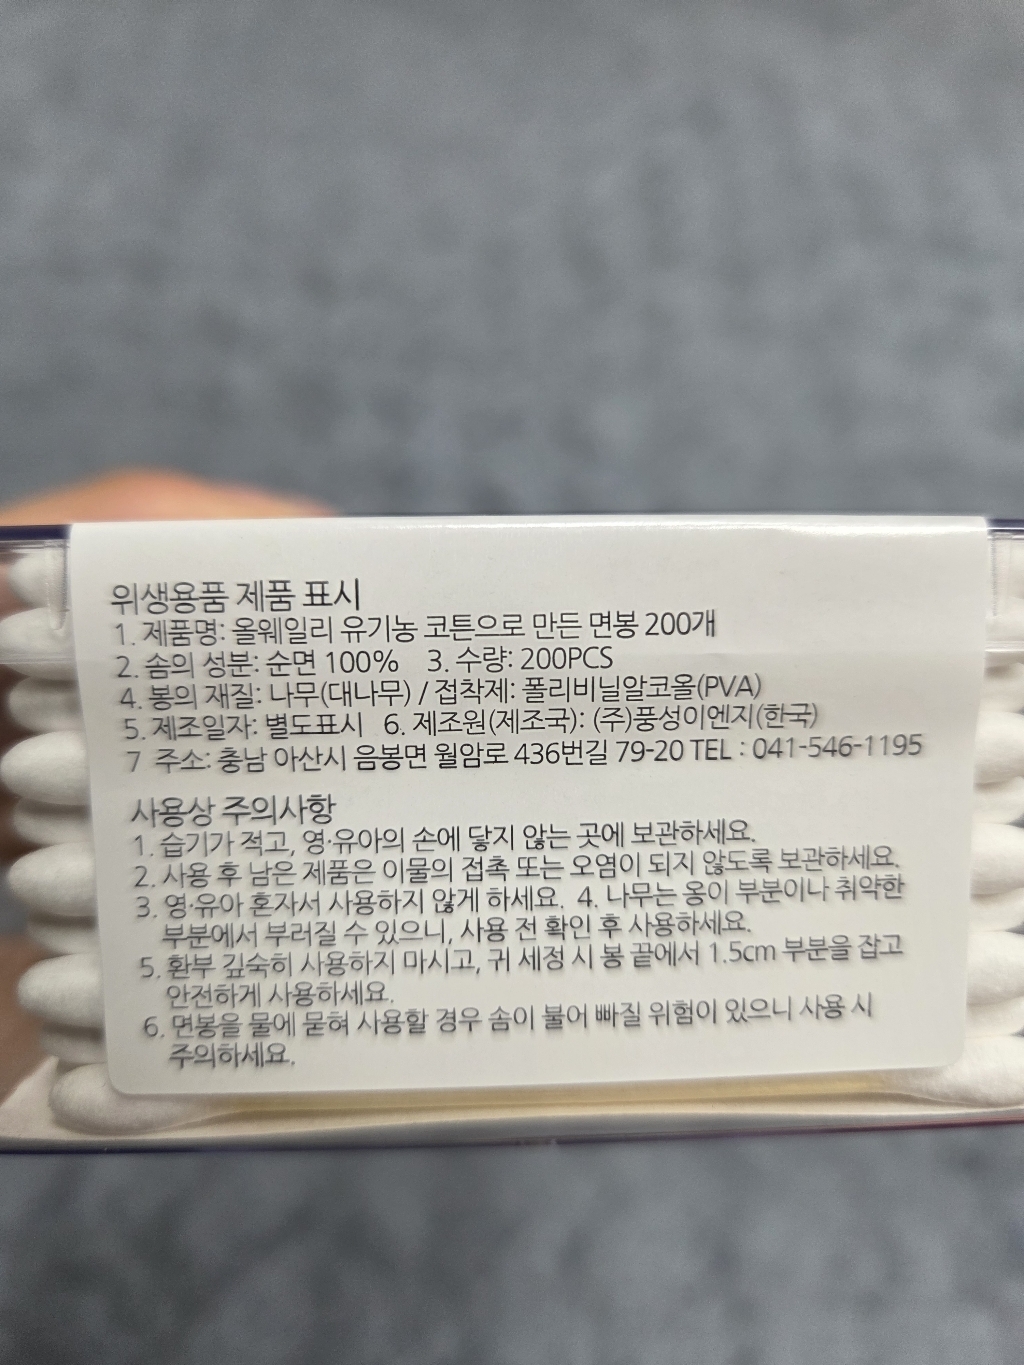 위생용품 제품 표시
1. 제품명: 올웨일리 유기농 코튼으로 만든 면봉 200개
2. 솜의 성분: 순면 100% 3. 수량: 200PCS
4. 봉의 재질: 나무(대나무) / 접착제: 폴리비닐알코올(PVA)
5. 제조일자: 별도표시 6. 제조원(제조국): (주)풍성이엔지(한국)
7 주소: 충남 아산시 음봉면 월암로 436번길 79-20 TEL : 041-546-1195
사용상 주의사항
1. 습기가 적고, 영·유아의 손에 닿지 않는 곳에 보관하세요.
2. 사용 후 남은 제품은 이물의 접촉 또는 오염이 되지 않도록 보관하세요.
3. 영·유아 혼자서 사용하지 않게 하세요. 4. 나무는 옹이 부분이나 취약한
부분에서 부러질 수 있으니, 사용 전 확인 후 사용하세요.
5. 환부 깊숙히 사용하지 마시고, 귀 세정 시 봉 끝에서 1.5cm 부분을 잡고
안전하게 사용하세요.
6. 면봉을 물에 묻혀 사용할 경우 솜이 불어 빠질 위험이 있으니 사용 시
주의하세요.